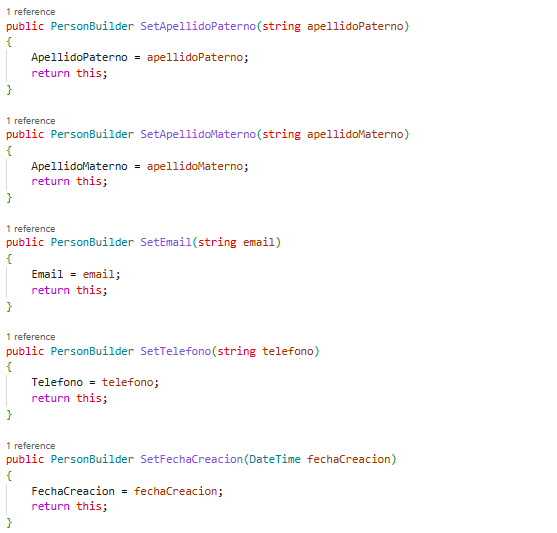 1 reference
public PersonBuilder SetApellidoPaterno(string apellidoPaterno)
{
    ApellidoPaterno = apellidoPaterno;
    return this;
}
1 reference
public PersonBuilder SetApellidoMaterno(string apellidoMaterno)
{
    ApellidoMaterno = apellidoMaterno;
    return this;
}
1 reference
public PersonBuilder SetEmail(string email)
{
    Email = email;
    return this;
}
1 reference
public PersonBuilder SetTelefono(string telefono)
{
    Telefono = telefono;
    return this;
}
1 reference
public PersonBuilder SetFechaCreacion(DateTime fechaCreacion)
{
    FechaCreacion = fechaCreacion;
    return this;
}